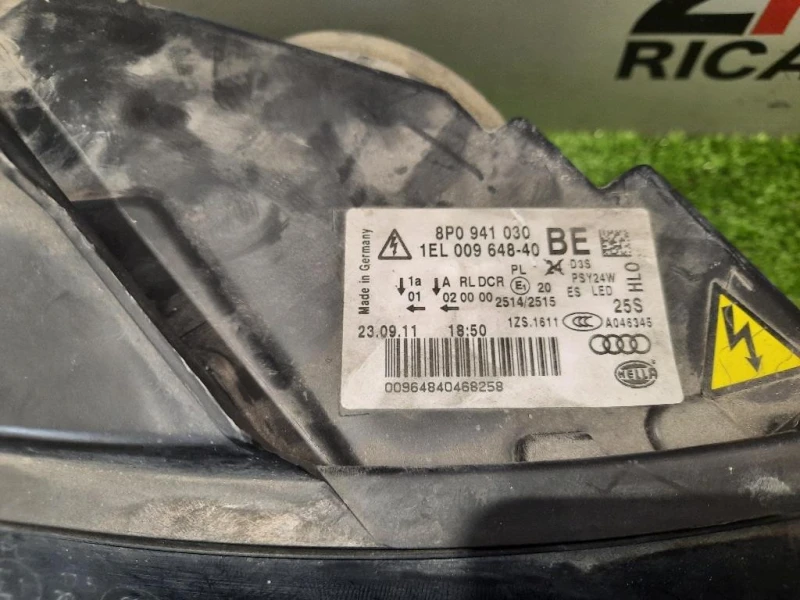 RICA
Made in Germany
8P0 941 030 BE
1EL 009 648-40
PL D3S
1a A RL DCR E1 20 PSY24W
01 02 00 00 2514/2515 ES LED
HL0
25S
23.09.11 18:50 1ZS.1611 CCC A046345
00964840468258
HELLA